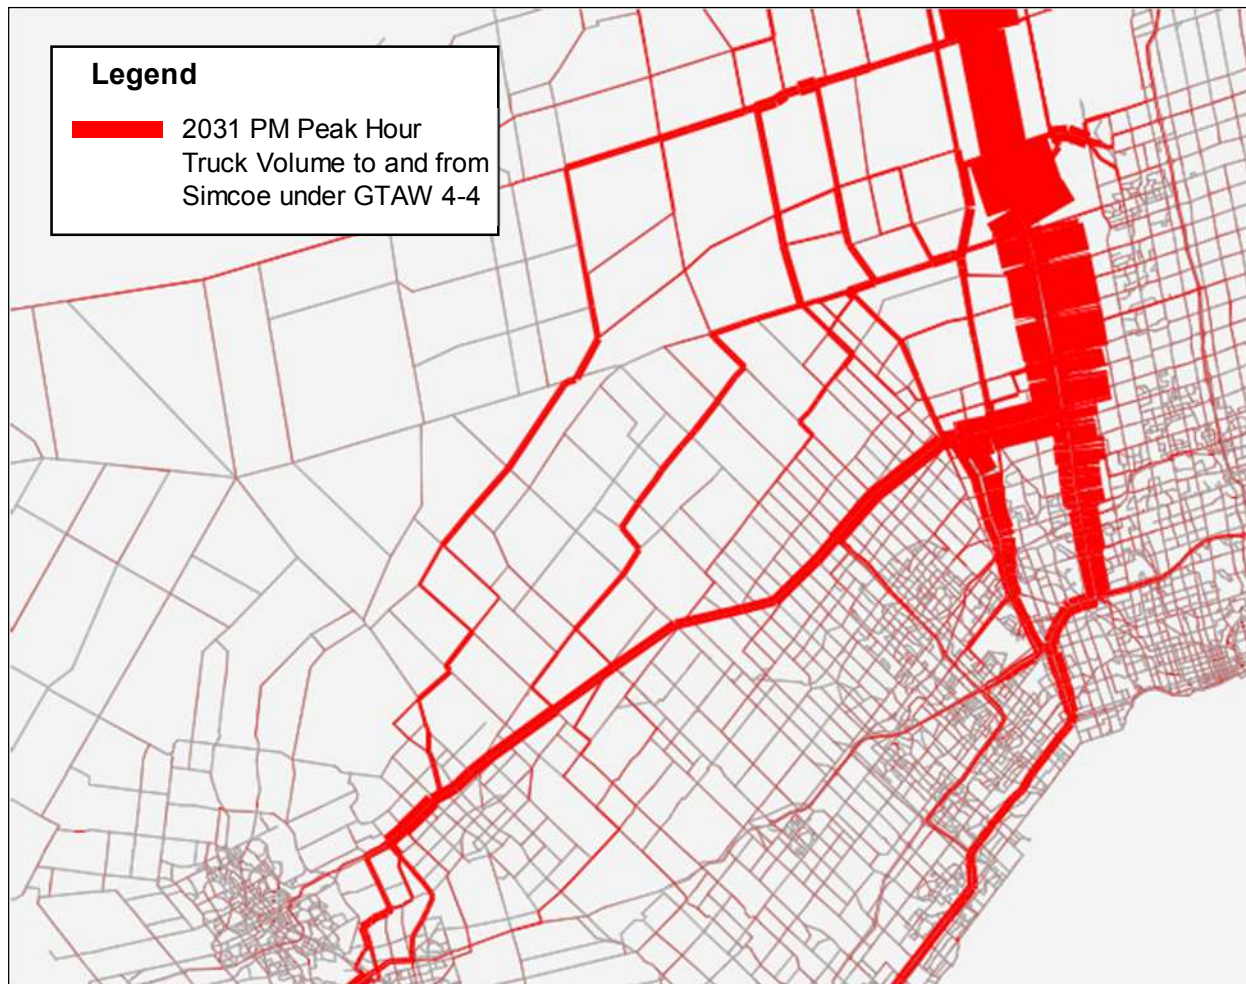 Legend
2031 PM Peak Hour
Truck Volume to and from
Simcoe under GTAW 4-4